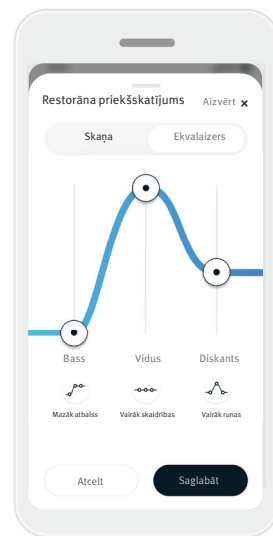 Restorāna priekšskatījums Aizvērt ×
Skaņa Ekvalaizers
Bass Vidus Diskants
Mazāk atbalss Vairāk skaidrības Vairāk runas
Atcelt Saglabāt